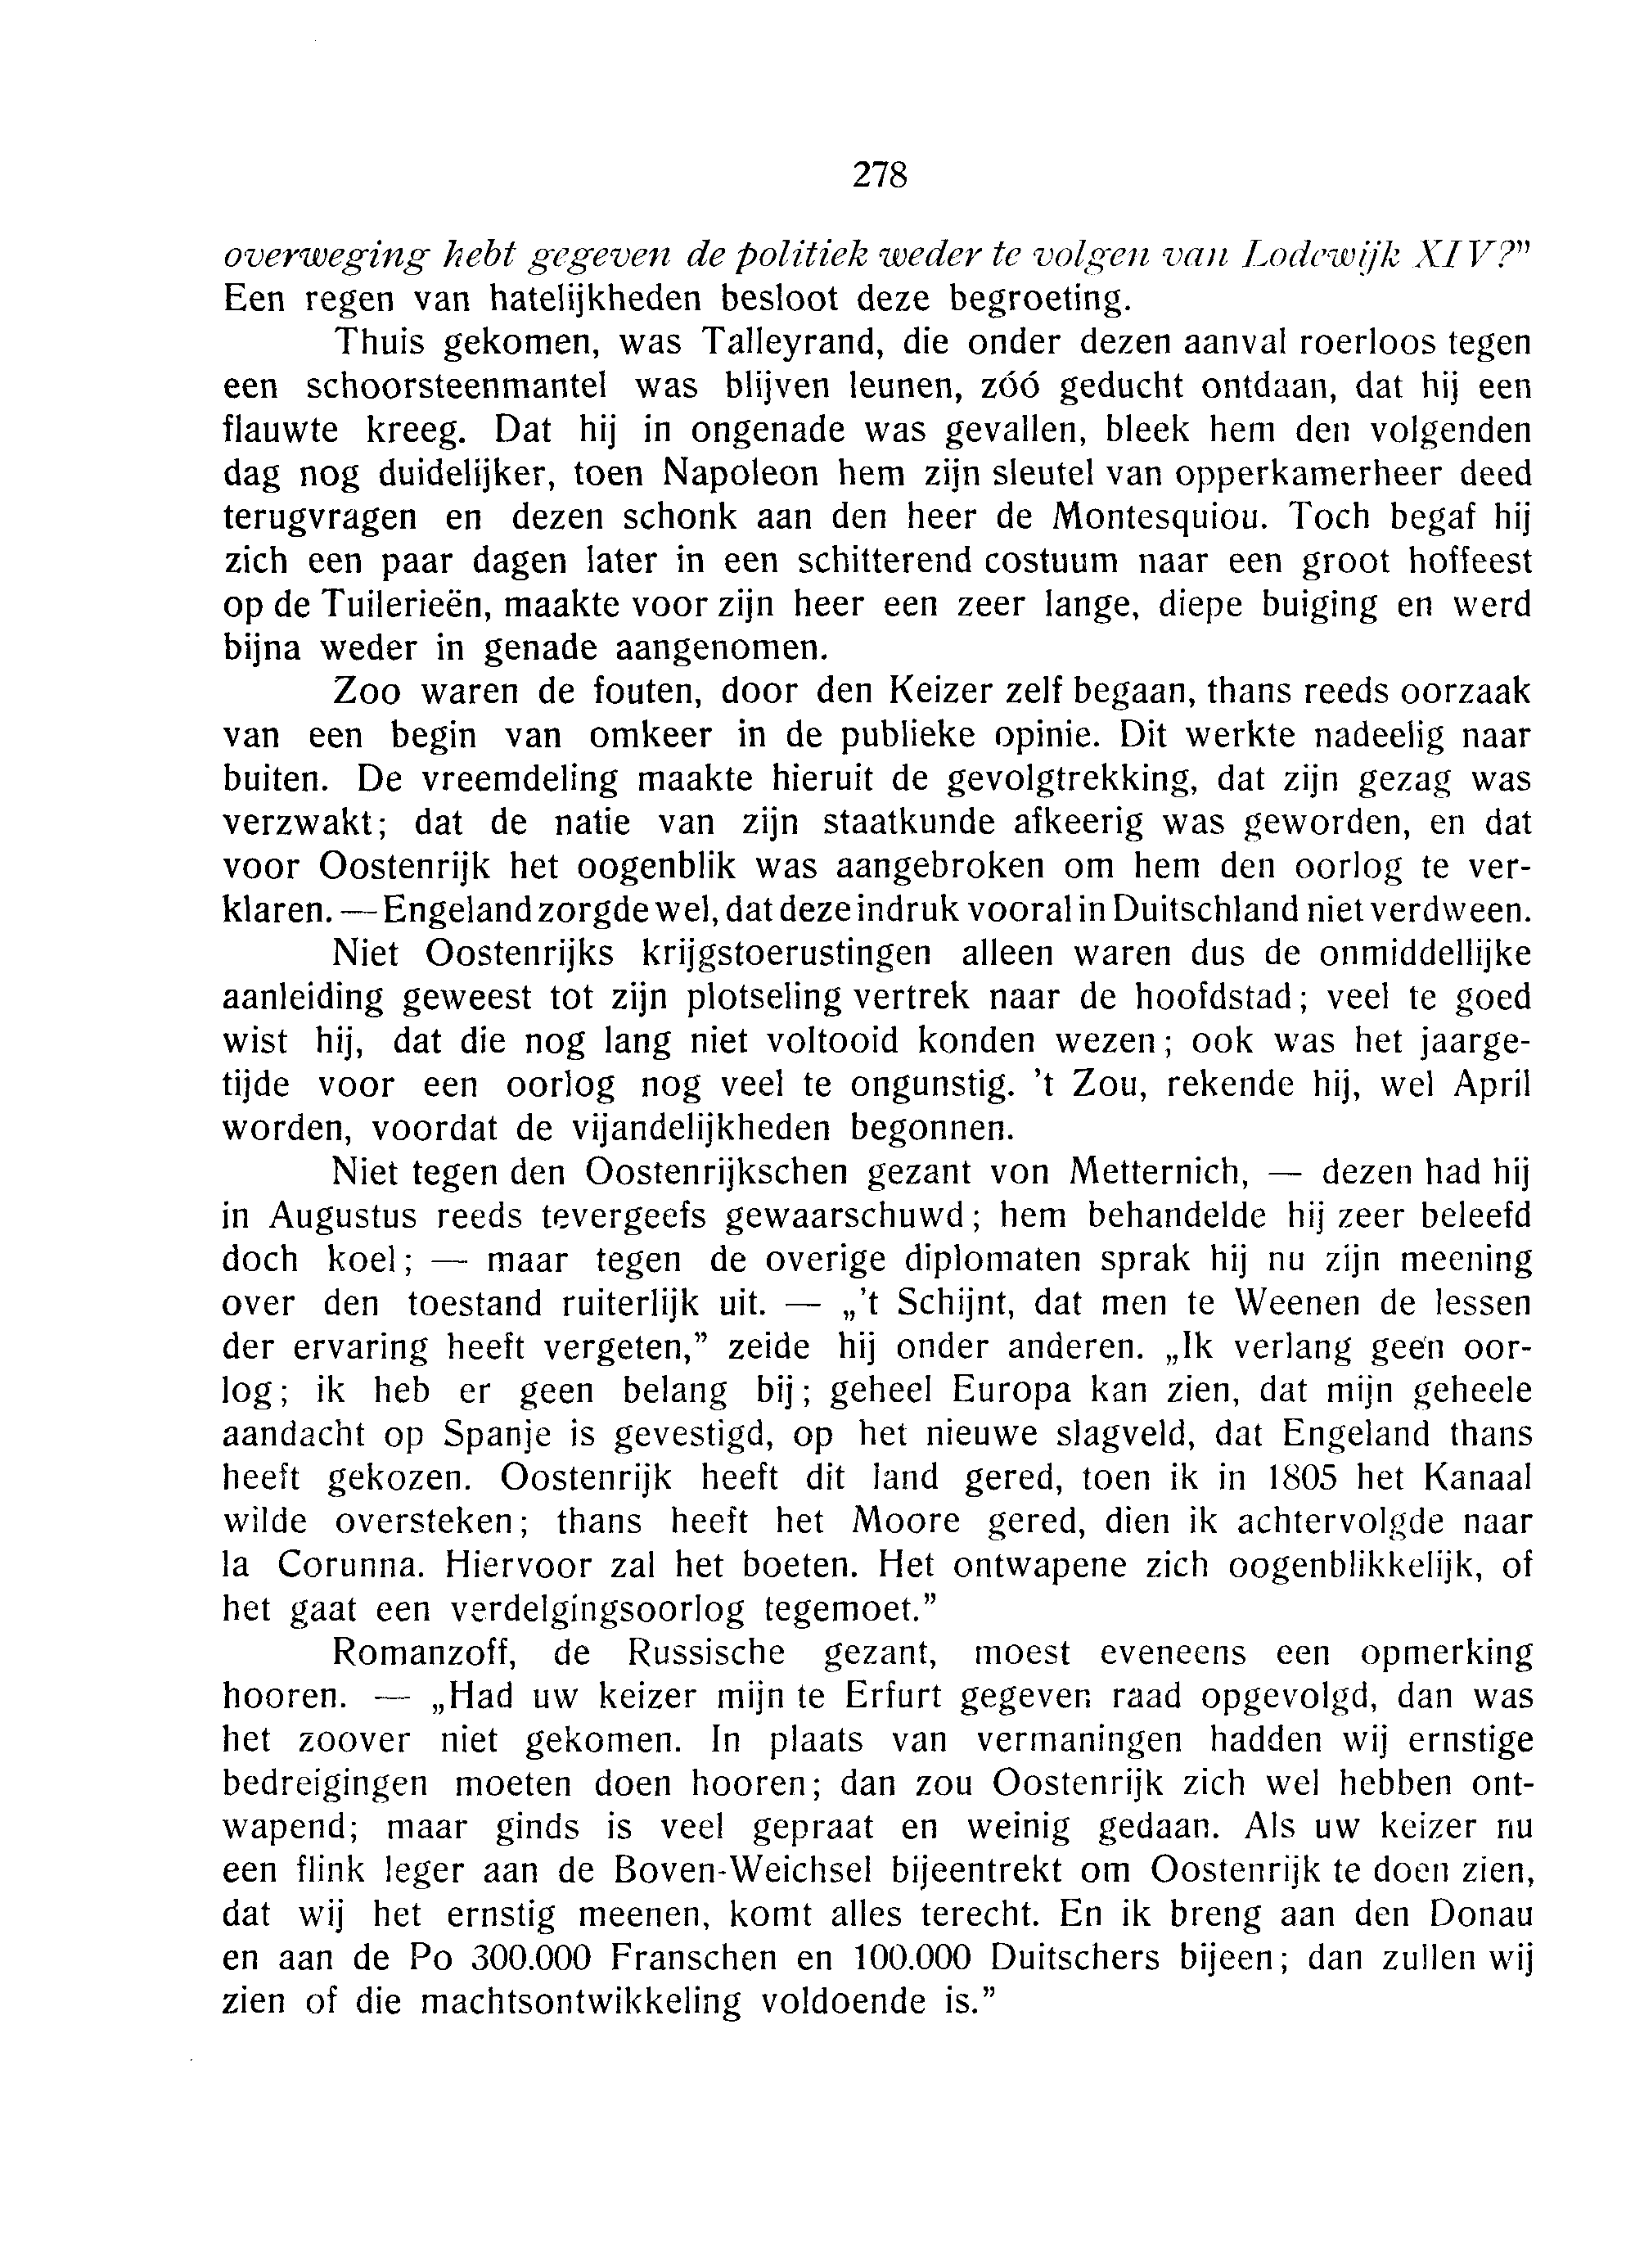 278
overweging hebt gegeven de politiek weder te volgen van Lodewijk XIV?"
Een regen van hatelijkheden besloot deze begroeting.
Thuis gekomen, was Talleyrand, die onder dezen aanval roerloos tegen
een schoorsteenmantel was blijven leunen, zóó geducht ontdaan, dat hij een
flauwte kreeg. Dat hij in ongenade was gevallen, bleek hem den volgenden
dag nog duidelijker, toen Napoleon hem zijn sleutel van opperkamerheer deed
terugvragen en dezen schonk aan den heer de Montesquiou. Toch begaf hij
zich een paar dagen later in een schitterend costuum naar een groot hoffeest
op de Tuilerieën, maakte voor zijn heer een zeer lange, diepe buiging en werd
bijna weder in genade aangenomen.
Zoo waren de fouten, door den Keizer zelf begaan, thans reeds oorzaak
van een begin van omkeer in de publieke opinie. Dit werkte nadeelig naar
buiten. De vreemdeling maakte hieruit de gevolgtrekking, dat zijn gezag was
verzwakt; dat de natie van zijn staatkunde afkeerig was geworden, en dat
voor Oostenrijk het oogenblik was aangebroken om hem den oorlog te ver-
klaren. — Engeland zorgde wel, dat deze indruk vooral in Duitschland niet verdween.
Niet Oostenrijks krijgstoerustingen alleen waren dus de onmiddellijke
aanleiding geweest tot zijn plotseling vertrek naar de hoofdstad; veel te goed
wist hij, dat die nog lang niet voltooid konden wezen; ook was het jaarge-
tijde voor een oorlog nog veel te ongunstig. 't Zou, rekende hij, wel April
worden, voordat de vijandelijkheden begonnen.
Niet tegen den Oostenrijkschen gezant von Metternich, — dezen had hij
in Augustus reeds tevergeefs gewaarschuwd; hem behandelde hij zeer beleefd
doch koel; — maar tegen de overige diplomaten sprak hij nu zijn meening
over den toestand ruiterlijk uit. — „'t Schijnt, dat men te Weenen de lessen
der ervaring heeft vergeten,” zeide hij onder anderen. „Ik verlang geen oor-
log; ik heb er geen belang bij; geheel Europa kan zien, dat mijn geheele
aandacht op Spanje is gevestigd, op het nieuwe slagveld, dat Engeland thans
heeft gekozen. Oostenrijk heeft dit land gered, toen ik in 1805 het Kanaal
wilde oversteken; thans heeft het Moore gered, dien ik achtervolgde naar
la Corunna. Hiervoor zal het boeten. Het ontwapene zich oogenblikkelijk, of
het gaat een verdelgingsoorlog tegemoet.”
Romanzoff, de Russische gezant, moest eveneens een opmerking
hooren. — „Had uw keizer mijn te Erfurt gegeven raad opgevolgd, dan was
het zoover niet gekomen. In plaats van vermaningen hadden wij ernstige
bedreigingen moeten doen hooren; dan zou Oostenrijk zich wel hebben ont-
wapend; maar ginds is veel gepraat en weinig gedaan. Als uw keizer nu
een flink leger aan de Boven-Weichsel bijeentrekt om Oostenrijk te doen zien,
dat wij het ernstig meenen, komt alles terecht. En ik breng aan den Donau
en aan de Po 300.000 Franschen en 100.000 Duitschers bijeen; dan zullen wij
zien of die machtsontwikkeling voldoende is.”